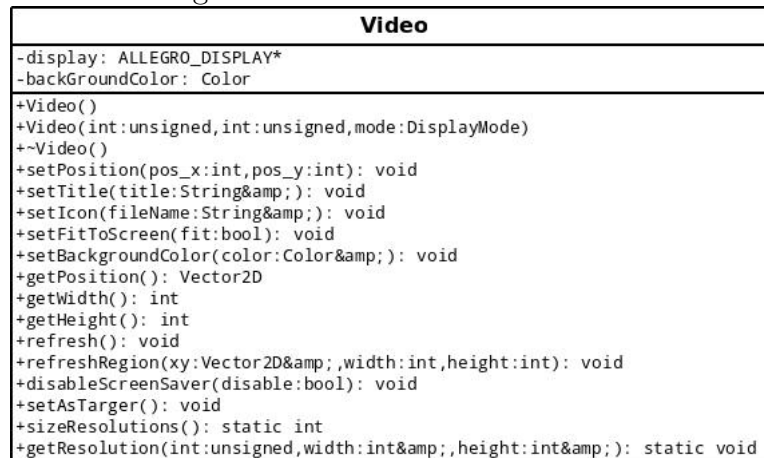 Video
-display: ALLEGRO_DISPLAY*
-backGroundColor: Color
+Video()
+Video(int:unsigned,int:unsigned,mode:DisplayMode)
+~Video()
+setPosition(pos_x:int,pos_y:int): void
+setTitle(title:String&amp;): void
+setIcon(fileName:String&amp;): void
+setFitToScreen(fit:bool): void
+setBackgroundColor(color:Color&amp;): void
+getPosition(): Vector2D
+getWidth(): int
+getHeight(): int
+refresh(): void
+refreshRegion(xy:Vector2D&amp;,width:int,height:int): void
+disableScreenSaver(disable:bool): void
+setAsTarger(): void
+sizeResolutions(): static int
+getResolution(int:unsigned,width:int&amp;,height:int&amp;): static void